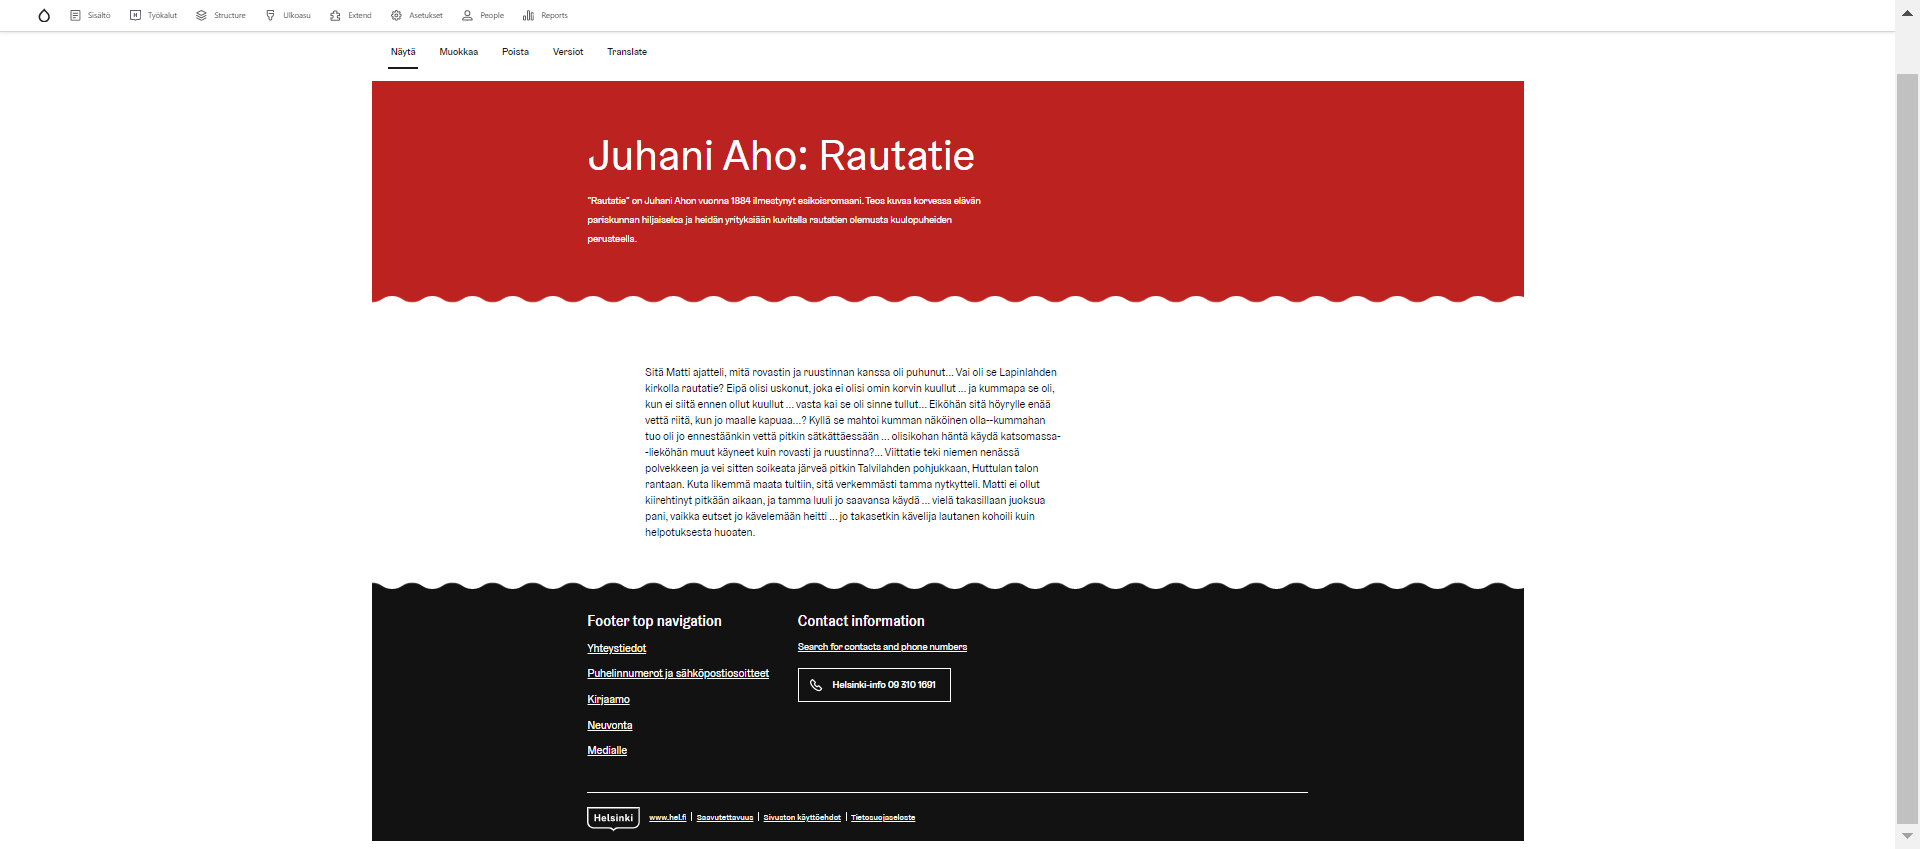 Sisältö Työkalut Structure Ulkoasu Extend Asetukset People Reports
Näytä Muokkaa Poista Versiot Translate
Juhani Aho: Rautatie
"Rautatie" on Juhani Ahon vuonna 1884 ilmestynyt esikoisromaani. Teos kuvaa korvessa elävän
pariskunnan hiljaiseloa ja heidän yrityksiään kuvitella rautatien olemusta kuulopuheiden
perusteella.
Sitä Matti ajatteli, mitä rovastin ja ruustinnan kanssa oli puhunut... Vai oli se Lapinlahden
kirkolla rautatie? Eipä olisi uskonut, joka ei olisi omin korvin kuullut ... ja kummapa se oli,
kun ei siitä ennen ollut kuullut ... vasta kai se oli sinne tullut... Eiköhän sitä höyrylle enää
vettä riitä, kun jo maalle kapuaa...? Kyllä se mahtoi kumman näköinen olla--kummahan
tuo oli jo ennestäänkin vettä pitkin sätkättäessään ... olisikohan häntä käydä katsomassa-
-lieköhän muut käyneet kuin rovasti ja ruustinna?... Viittatie teki niemen nenässä
polvekkeen ja vei sitten soikeata järveä pitkin Talvilahden pohjukkaan, Huttulan talon
rantaan. Kuta likemmä maata tultiin, sitä verkemmästi tamma nytkytteli. Matti ei ollut
kiirehtinyt pitkään aikaan, ja tamma luuli jo saavansa käydä ... vielä takasillaan juoksua
pani, vaikka eutset jo kävelemään heitti ... jo takasetkin kävelijä lautanen kohoili kuin
helpotuksesta huoaten.
Footer top navigation
Yhteystiedot
Puhelinnumerot ja sähköpostiosoitteet
Kirjaamo
Neuvonta
Medialle
Contact information
Search for contacts and phone numbers
Helsinki-info 09 310 1691
Helsinki www.hel.fi Saavutettavuus Sivuston käyttöehdot Tietosuojaseloste